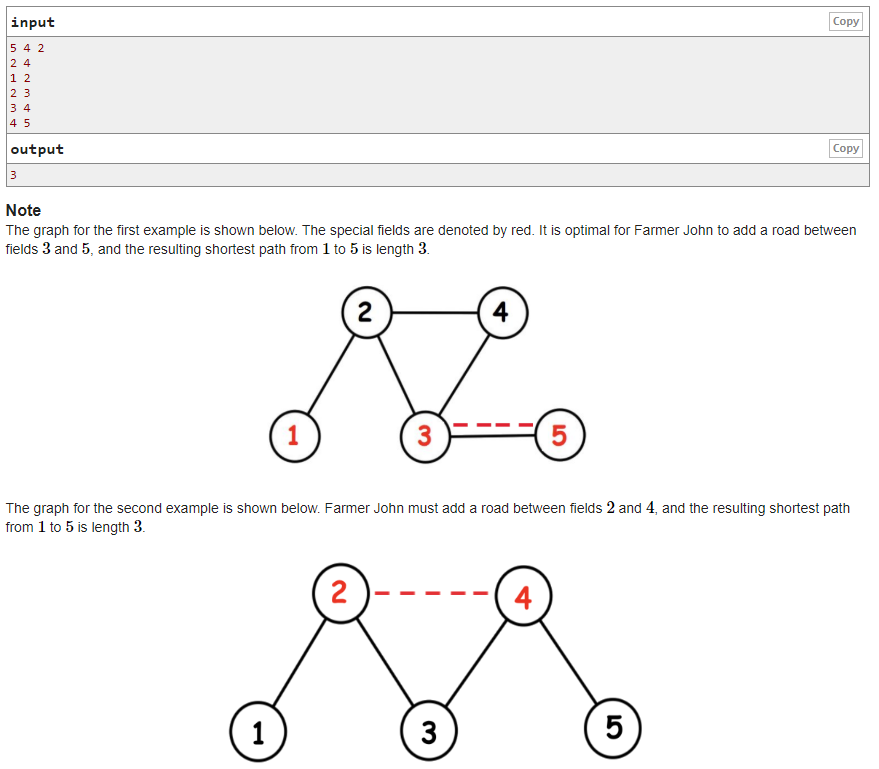 input
Copy
5 4 2
2 4
1 2
2 3
3 4
4 5
output
Copy
3
Note
The graph for the first example is shown below. The special fields are denoted by red. It is optimal for Farmer John to add a road between
fields 3 and 5, and the resulting shortest path from 1 to 5 is length 3.
2 4
1 3 5
The graph for the second example is shown below. Farmer John must add a road between fields 2 and 4, and the resulting shortest path
from 1 to 5 is length 3.
2 4
1 3 5